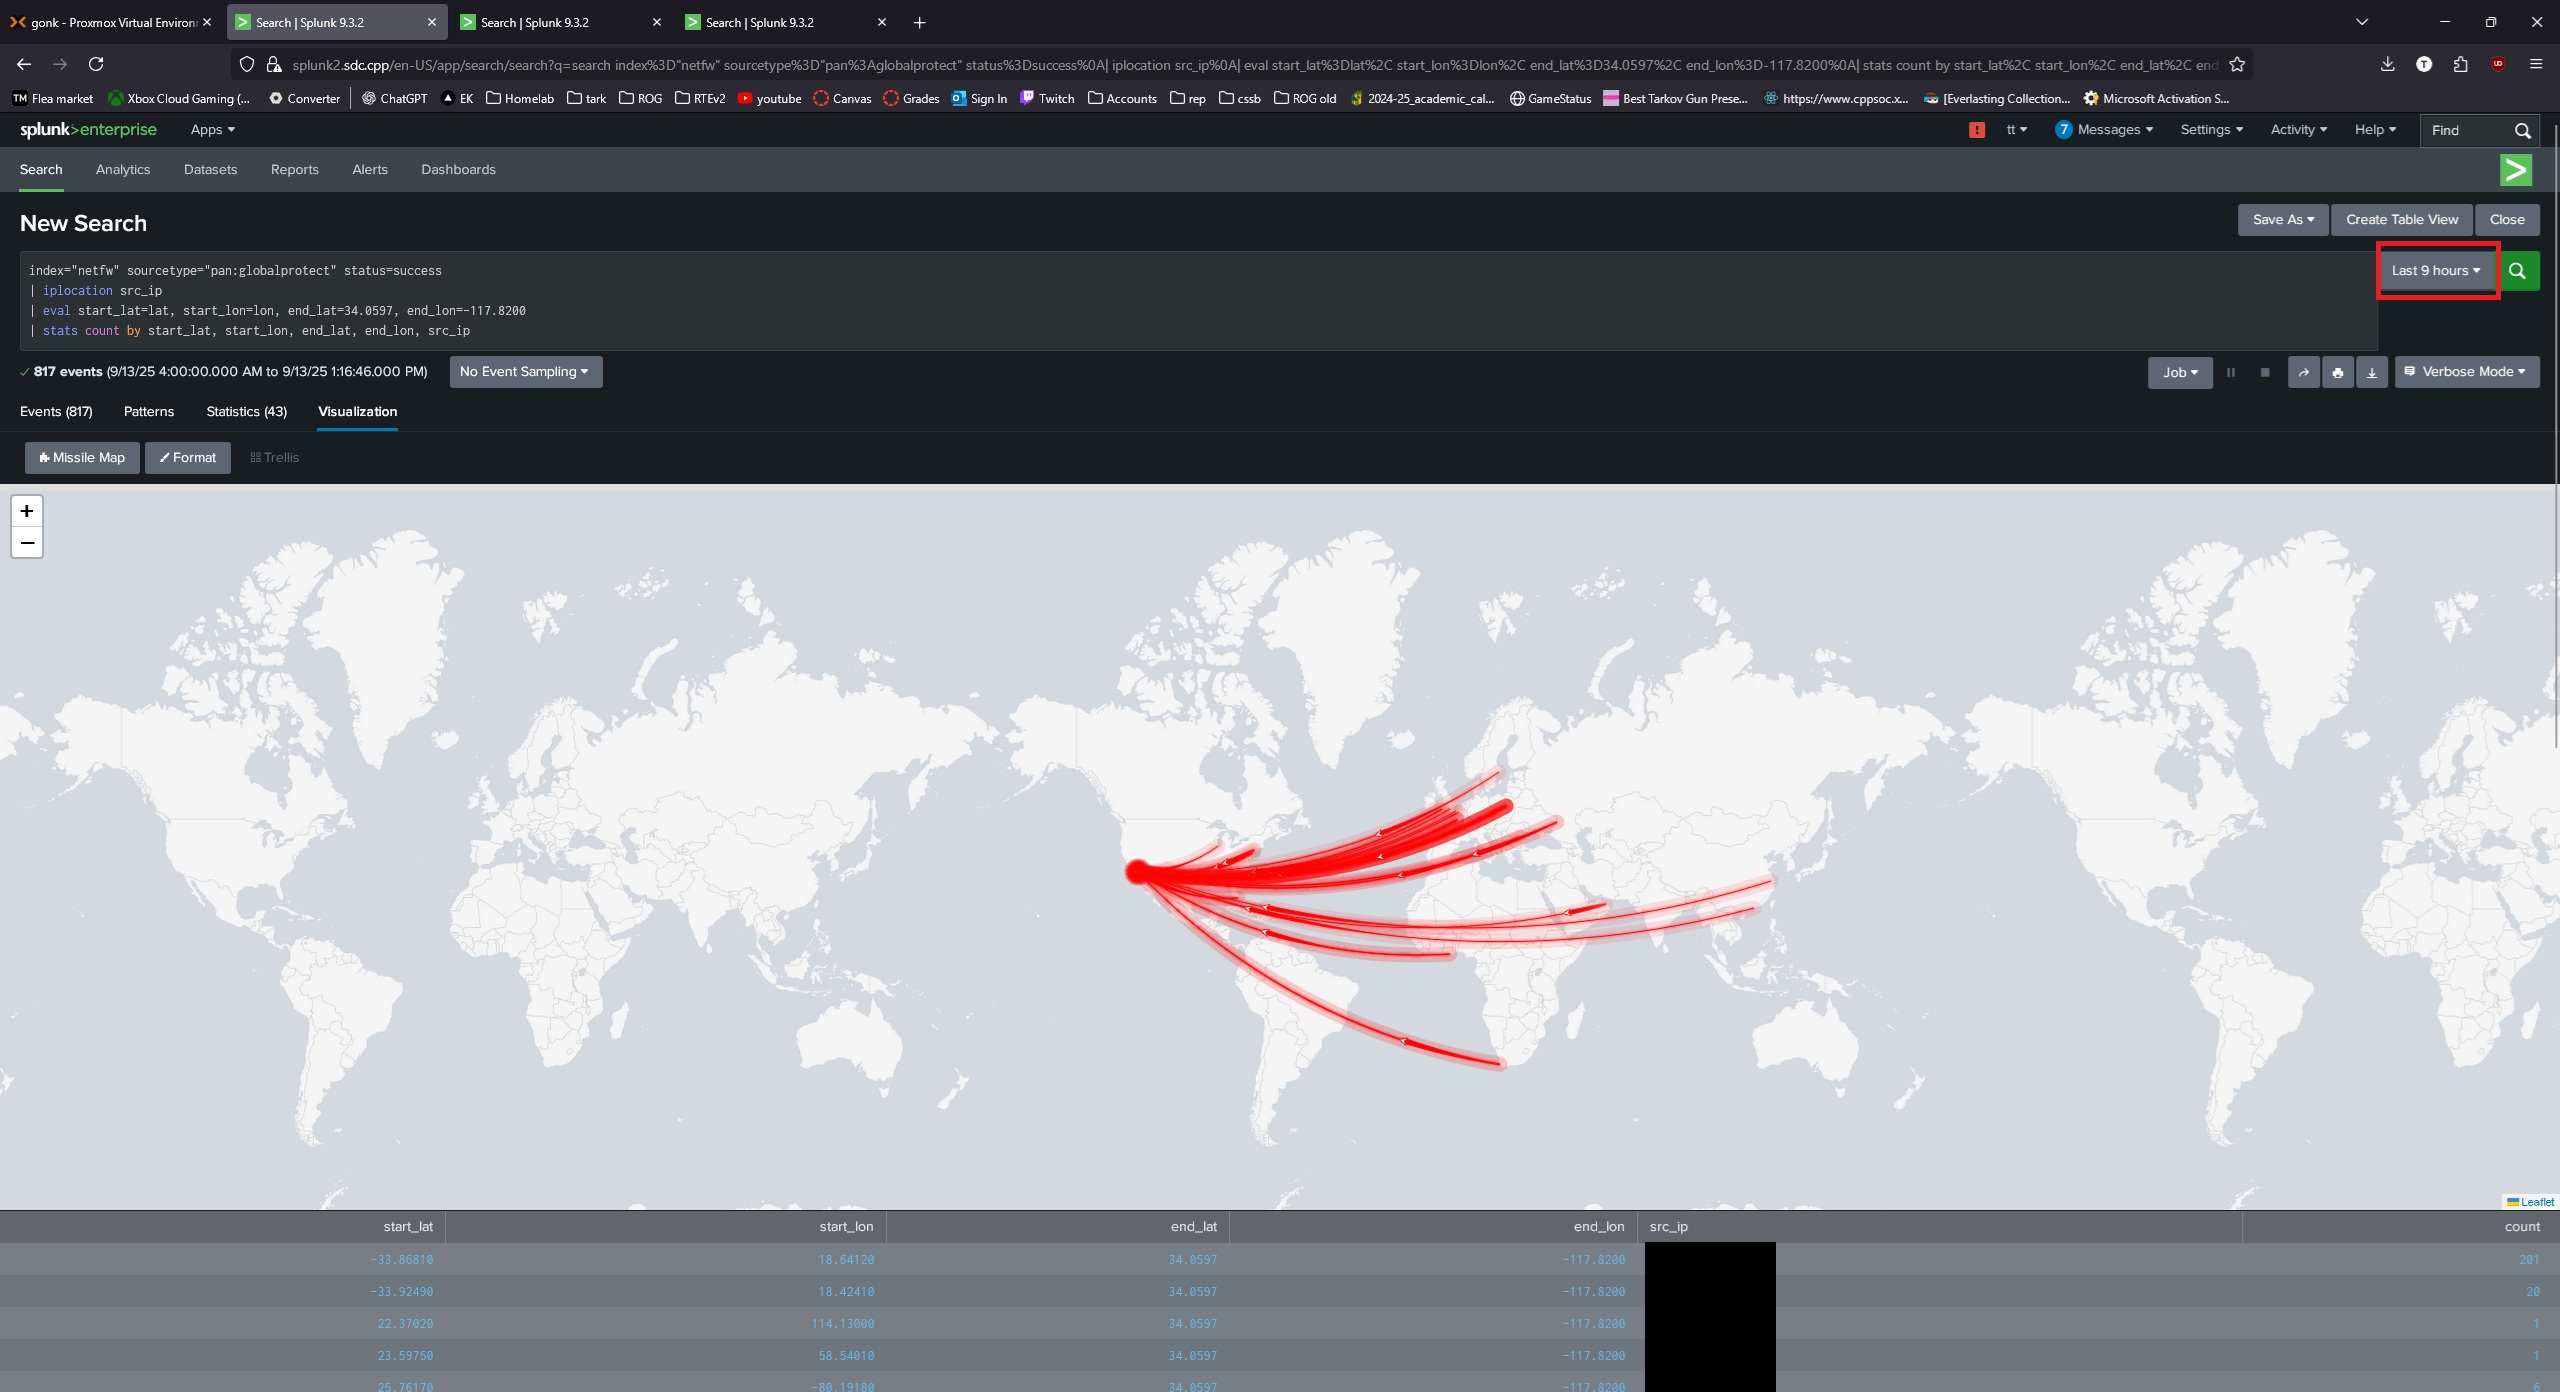 gonk - Proxmox Virtual Environ
Search | Splunk 9.3.2
Search | Splunk 9.3.2
Search | Splunk 9.3.2
splunk2.sdc.cpp/en-US/app/search/search?q=search index%3D"netfw" sourcetype%3D"pan%3Aglobalprotect" status%3Dsuccess%0A| iplocation src_ip%0A| eval start_lat%3Dlat%2C start_lon%3Dlon%2C end_lat%3D34.0597%2C end_lon%3D-117.8200%0A| stats count by start_lat%2C start_lon%2C end_lat%2C end
TM Flea market Xbox Cloud Gaming (... Converter ChatGPT EK Homelab tark ROG RTEv2 youtube Canvas Grades Sign In Twitch Accounts rep cssb ROG old 2024-25_academic_cal... GameStatus Best Tarkov Gun Prese... https://www.cppsoc.x... [Everlasting Collection... Microsoft Activation S...
splunk>enterprise Apps ! tt 7 Messages Settings Activity Help Find
Search Analytics Datasets Reports Alerts Dashboards
New Search
Save As Create Table View Close
index="netfw" sourcetype="pan:globalprotect" status=success
| iplocation src_ip
| eval start_lat=lat, start_lon=lon, end_lat=34.0597, end_lon=-117.8200
| stats count by start_lat, start_lon, end_lat, end_lon, src_ip
Last 9 hours
817 events (9/13/25 4:00:00.000 AM to 9/13/25 1:16:46.000 PM) No Event Sampling
Job Verbose Mode
Events (817) Patterns Statistics (43) Visualization
Missile Map Format Trellis
+
−
Leaflet
start_lat start_lon end_lat end_lon src_ip count
-33.86810 18.64120 34.0597 -117.8200 201
-33.92490 18.42410 34.0597 -117.8200 20
22.37020 114.13000 34.0597 -117.8200 1
23.59750 58.54010 34.0597 -117.8200 1
25.76170 -80.19180 34.0597 -117.8200 6